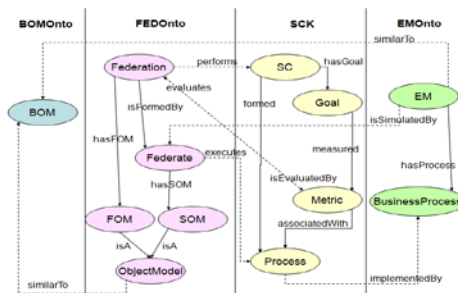 BOMOnto FEDOnto SCK EMOnto
similarTo
Federation performs SC hasGoal
evaluates
EM
BOM isFormedBy formed Goal
isSimulatedBy
hasFOM
Federate executes measured
hasProcess
hasSOM isEvaluatedBy
FOM SOM Metric BusinessProcess
associatedWith
isA isA
Process
ObjectModel
similarTo implementedBy